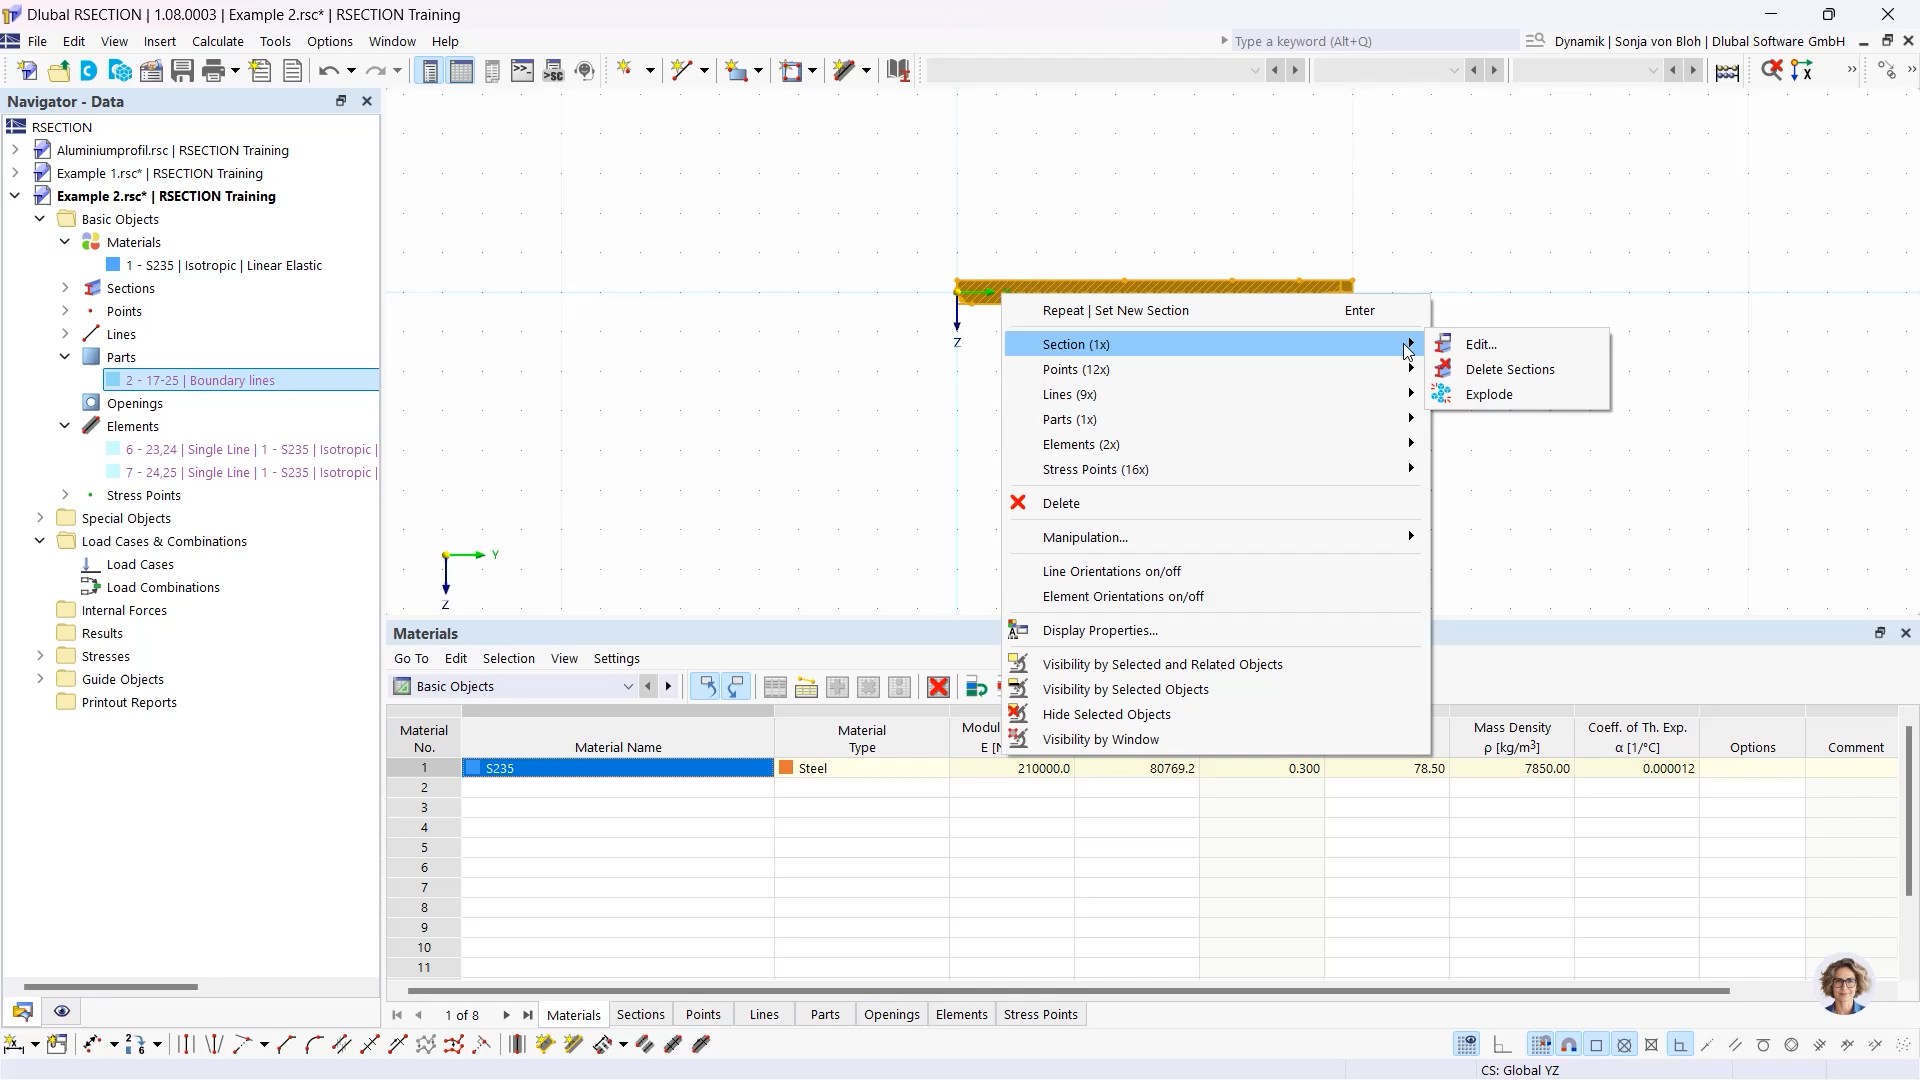 Dlubal RSECTION | 1.08.0003 | Example 2.rsc* | RSECTION Training
File Edit View Insert Calculate Tools Options Window Help
Type a keyword (Alt+Q)
Dynamik | Sonja von Bloh | Dlubal Software GmbH
Navigator - Data
RSECTION
Aluminiumprofil.rsc | RSECTION Training
Example 1.rsc* | RSECTION Training
Example 2.rsc* | RSECTION Training
Basic Objects
Materials
1 - S235 | Isotropic | Linear Elastic
Sections
Points
Lines
Parts
2 - 17-25 | Boundary lines
Openings
Elements
6 - 23,24 | Single Line | 1 - S235 | Isotropic |
7 - 24,25 | Single Line | 1 - S235 | Isotropic |
Stress Points
Special Objects
Load Cases & Combinations
Load Cases
Load Combinations
Internal Forces
Results
Stresses
Guide Objects
Printout Reports
Z
Y
Z
Repeat | Set New Section Enter
Section (1x)
Points (12x)
Lines (9x)
Parts (1x)
Elements (2x)
Stress Points (16x)
Delete
Manipulation...
Line Orientations on/off
Element Orientations on/off
Display Properties...
Visibility by Selected and Related Objects
Visibility by Selected Objects
Hide Selected Objects
Visibility by Window
Edit...
Delete Sections
Explode
Materials
Go To Edit Selection View Settings
Basic Objects
Material No.
Material Name
Material Type
Modul
E [N
Mass Density
ρ [kg/m³]
Coeff. of Th. Exp.
α [1/°C]
Options
Comment
1 S235 Steel 210000.0 80769.2 0.300 78.50 7850.00 0.000012
2
3
4
5
6
7
8
9
10
11
1 of 8 Materials Sections Points Lines Parts Openings Elements Stress Points
CS: Global YZ